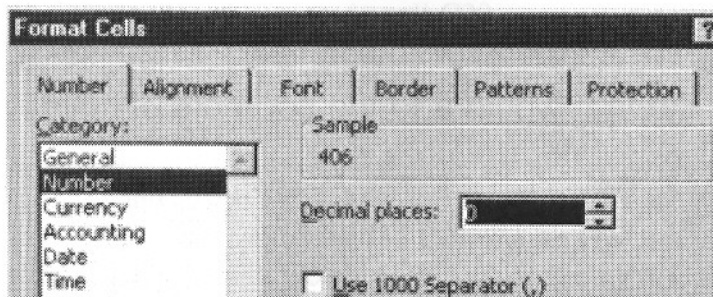 Format Cells ?
Number Alignment Font Border Patterns Protection
Category:
General
Number
Currency
Accounting
Date
Time
Sample
406
Decimal places: 0
Use 1000 Separator (,)